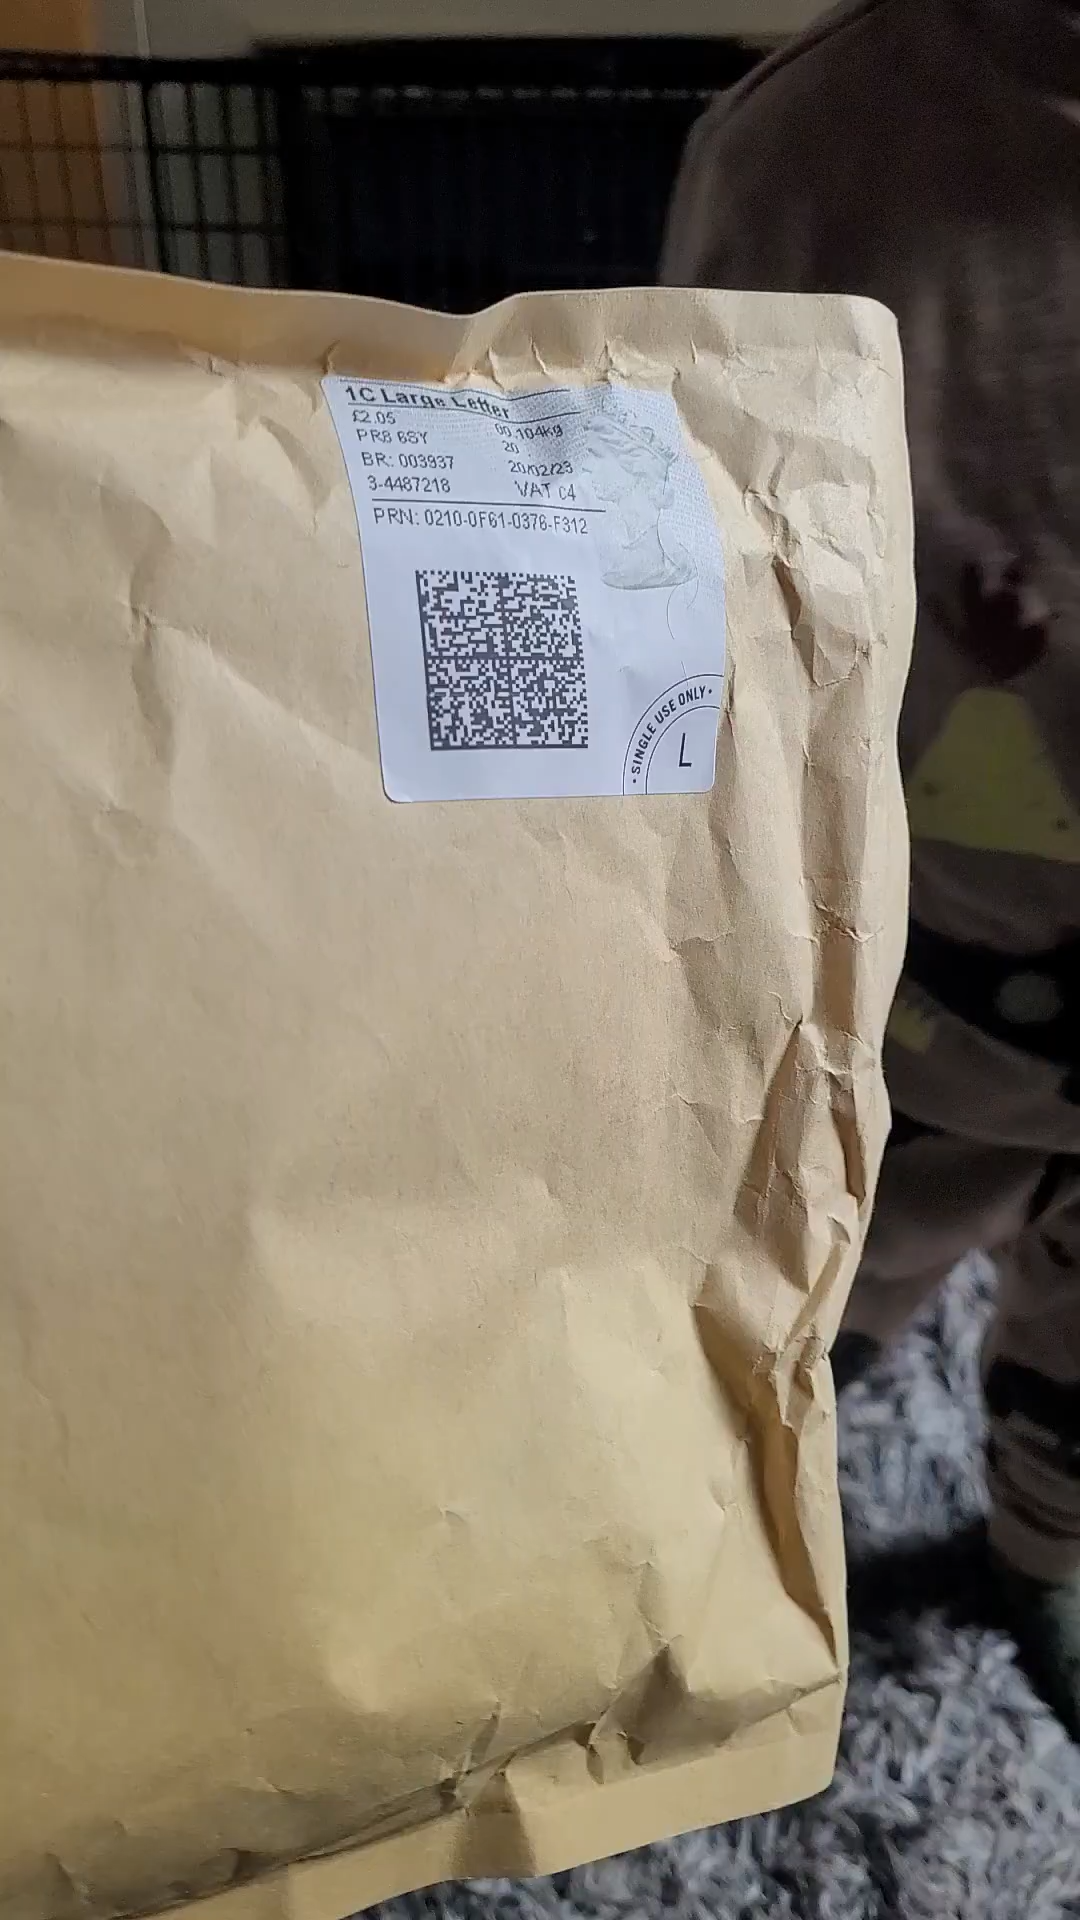 1C Large Letter
£2.05 00.104kg
PR8 6SY 20
BR: 003937 20/02/23
3-4487218 VAT c4
PRN: 0210-0F61-0376-F312
• SINGLE USE ONLY •
L